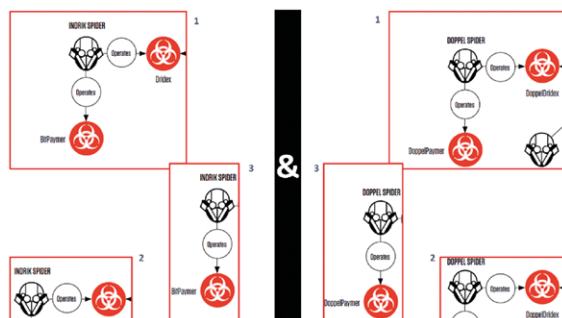 1
INDRIK SPIDER
Operates
Dridex
Operates
BitPaymer
3
INDRIK SPIDER
Operates
BitPaymer
2
INDRIK SPIDER
Operates
&
1
DOPPEL SPIDER
Operates
DoppelDridex
Operates
DoppelPaymer
3
DOPPEL SPIDER
Operates
DoppelPaymer
2
DOPPEL SPIDER
Operates
DoppelDridex